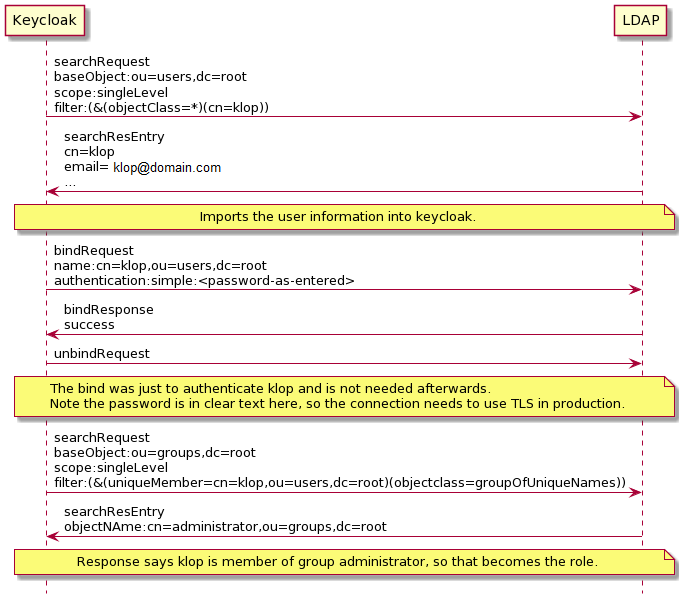 Keycloak
LDAP
searchRequest
baseObject:ou=users,dc=root
scope:singleLevel
filter:(&(objectClass=*)(cn=klop))
searchResEntry
cn=klop
email= klop@domain.com
...
Imports the user information into keycloak.
bindRequest
name:cn=klop,ou=users,dc=root
authentication:simple:<password-as-entered>
bindResponse
success
unbindRequest
The bind was just to authenticate klop and is not needed afterwards.
Note the password is in clear text here, so the connection needs to use TLS in production.
searchRequest
baseObject:ou=groups,dc=root
scope:singleLevel
filter:(&(uniqueMember=cn=klop,ou=users,dc=root)(objectclass=groupOfUniqueNames))
searchResEntry
objectNAme:cn=administrator,ou=groups,dc=root
Response says klop is member of group administrator, so that becomes the role.